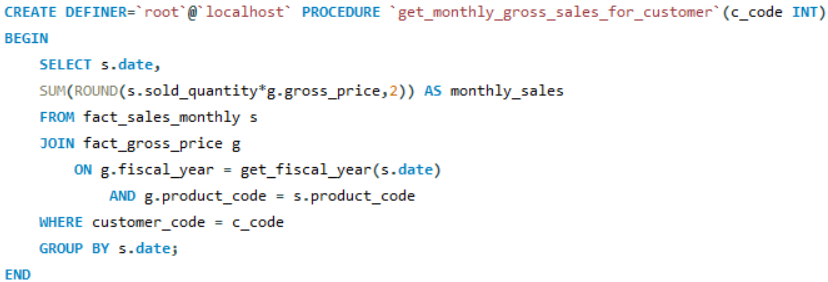 CREATE DEFINER=`root`@`localhost` PROCEDURE `get_monthly_gross_sales_for_customer`(c_code INT)
BEGIN
    SELECT s.date,
    SUM(ROUND(s.sold_quantity*g.gross_price,2)) AS monthly_sales
    FROM fact_sales_monthly s
    JOIN fact_gross_price g
        ON g.fiscal_year = get_fiscal_year(s.date)
            AND g.product_code = s.product_code
    WHERE customer_code = c_code
    GROUP BY s.date;
END